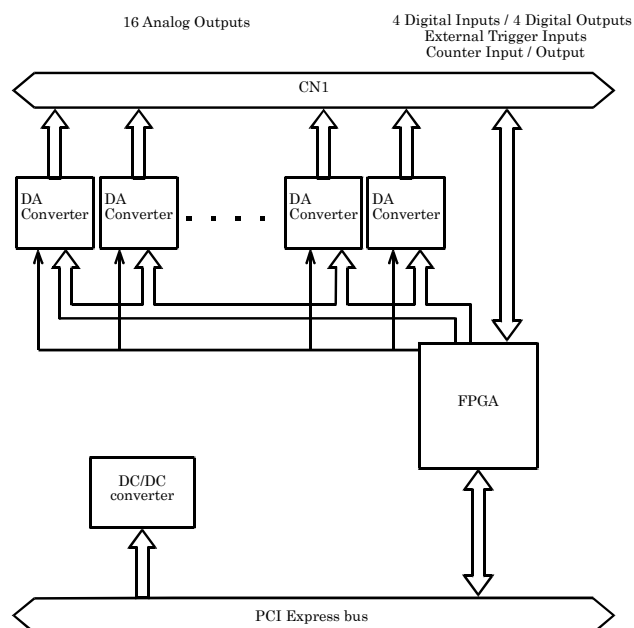 16 Analog Outputs
4 Digital Inputs / 4 Digital Outputs
External Trigger Inputs
Counter Input / Output
CN1
DA
Converter
DA
Converter
DA
Converter
DA
Converter
FPGA
DC/DC
converter
PCI Express bus